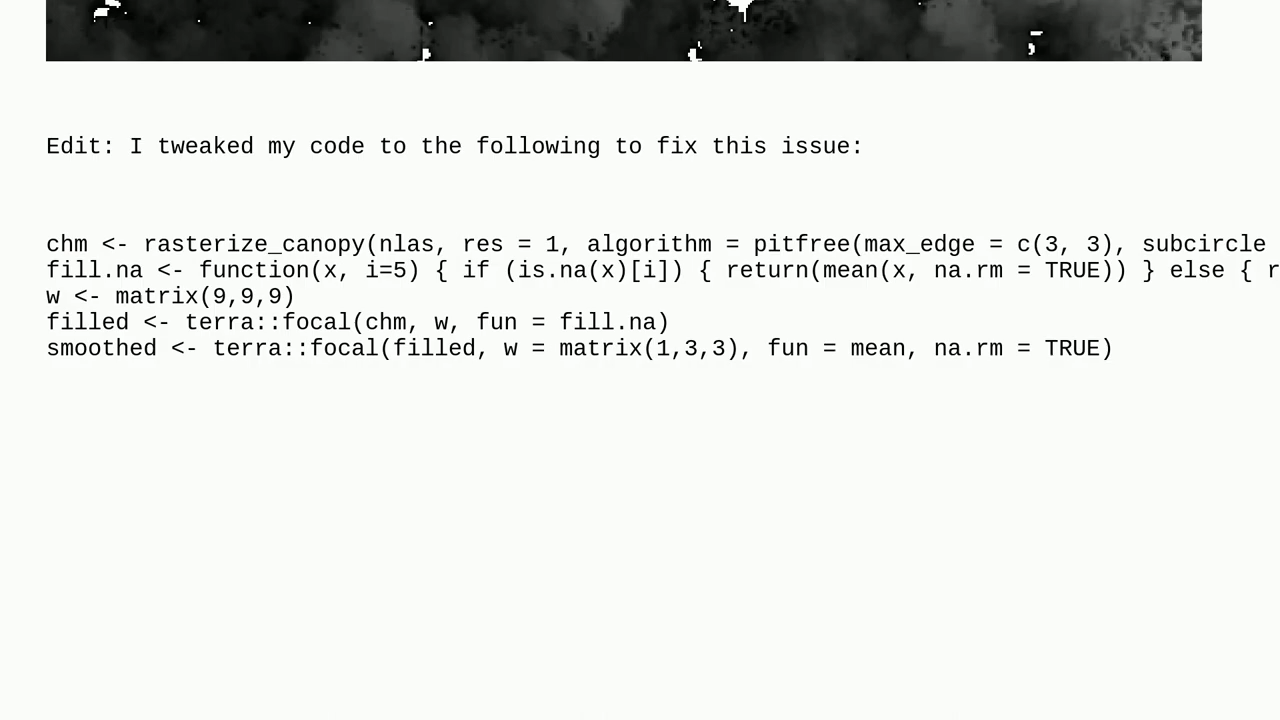 Edit: I tweaked my code to the following to fix this issue:
chm <- rasterize_canopy(nlas, res = 1, algorithm = pitfree(max_edge = c(3, 3), subcircle
fill.na <- function(x, i=5) { if (is.na(x)[i]) { return(mean(x, na.rm = TRUE)) } else { r
w <- matrix(9,9,9)
filled <- terra::focal(chm, w, fun = fill.na)
smoothed <- terra::focal(filled, w = matrix(1,3,3), fun = mean, na.rm = TRUE)